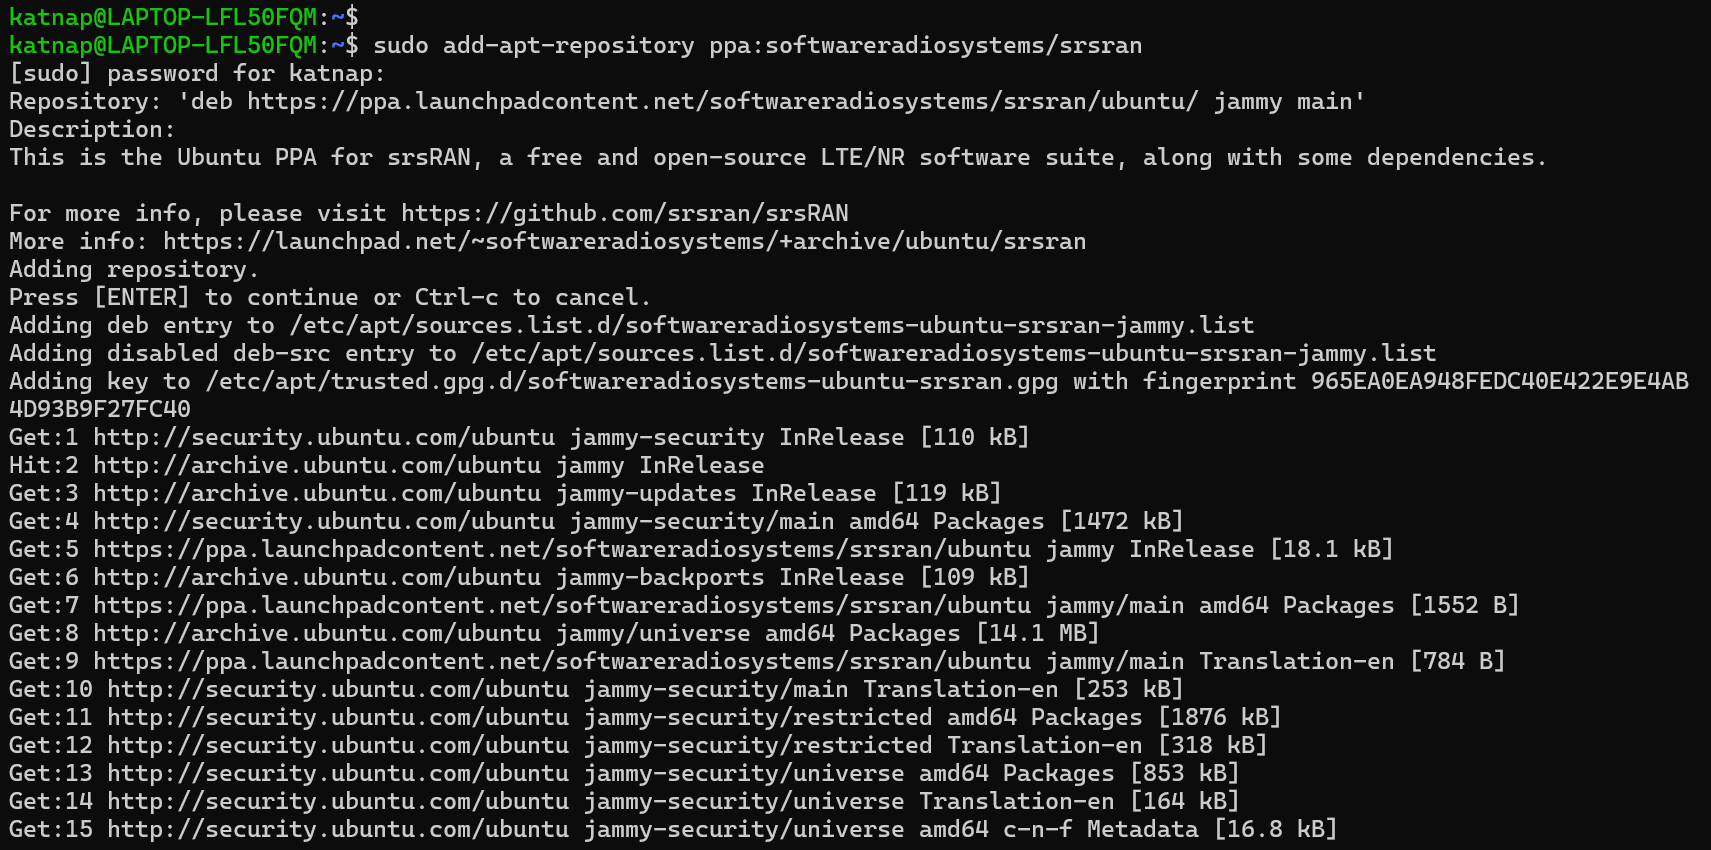 katnap@LAPTOP-LFL50FQM:~$
katnap@LAPTOP-LFL50FQM:~$ sudo add-apt-repository ppa:softwareradiosystems/srsran
[sudo] password for katnap:
Repository: 'deb https://ppa.launchpadcontent.net/softwareradiosystems/srsran/ubuntu/ jammy main'
Description:
This is the Ubuntu PPA for srsRAN, a free and open-source LTE/NR software suite, along with some dependencies.

For more info, please visit https://github.com/srsran/srsRAN
More info: https://launchpad.net/~softwareradiosystems/+archive/ubuntu/srsran
Adding repository.
Press [ENTER] to continue or Ctrl-c to cancel.
Adding deb entry to /etc/apt/sources.list.d/softwareradiosystems-ubuntu-srsran-jammy.list
Adding disabled deb-src entry to /etc/apt/sources.list.d/softwareradiosystems-ubuntu-srsran-jammy.list
Adding key to /etc/apt/trusted.gpg.d/softwareradiosystems-ubuntu-srsran.gpg with fingerprint 965EA0EA948FEDC40E422E9E4AB
4D93B9F27FC40
Get:1 http://security.ubuntu.com/ubuntu jammy-security InRelease [110 kB]
Hit:2 http://archive.ubuntu.com/ubuntu jammy InRelease
Get:3 http://archive.ubuntu.com/ubuntu jammy-updates InRelease [119 kB]
Get:4 http://security.ubuntu.com/ubuntu jammy-security/main amd64 Packages [1472 kB]
Get:5 https://ppa.launchpadcontent.net/softwareradiosystems/srsran/ubuntu jammy InRelease [18.1 kB]
Get:6 http://archive.ubuntu.com/ubuntu jammy-backports InRelease [109 kB]
Get:7 https://ppa.launchpadcontent.net/softwareradiosystems/srsran/ubuntu jammy/main amd64 Packages [1552 B]
Get:8 http://archive.ubuntu.com/ubuntu jammy/universe amd64 Packages [14.1 MB]
Get:9 https://ppa.launchpadcontent.net/softwareradiosystems/srsran/ubuntu jammy/main Translation-en [784 B]
Get:10 http://security.ubuntu.com/ubuntu jammy-security/main Translation-en [253 kB]
Get:11 http://security.ubuntu.com/ubuntu jammy-security/restricted amd64 Packages [1876 kB]
Get:12 http://security.ubuntu.com/ubuntu jammy-security/restricted Translation-en [318 kB]
Get:13 http://security.ubuntu.com/ubuntu jammy-security/universe amd64 Packages [853 kB]
Get:14 http://security.ubuntu.com/ubuntu jammy-security/universe Translation-en [164 kB]
Get:15 http://security.ubuntu.com/ubuntu jammy-security/universe amd64 c-n-f Metadata [16.8 kB]